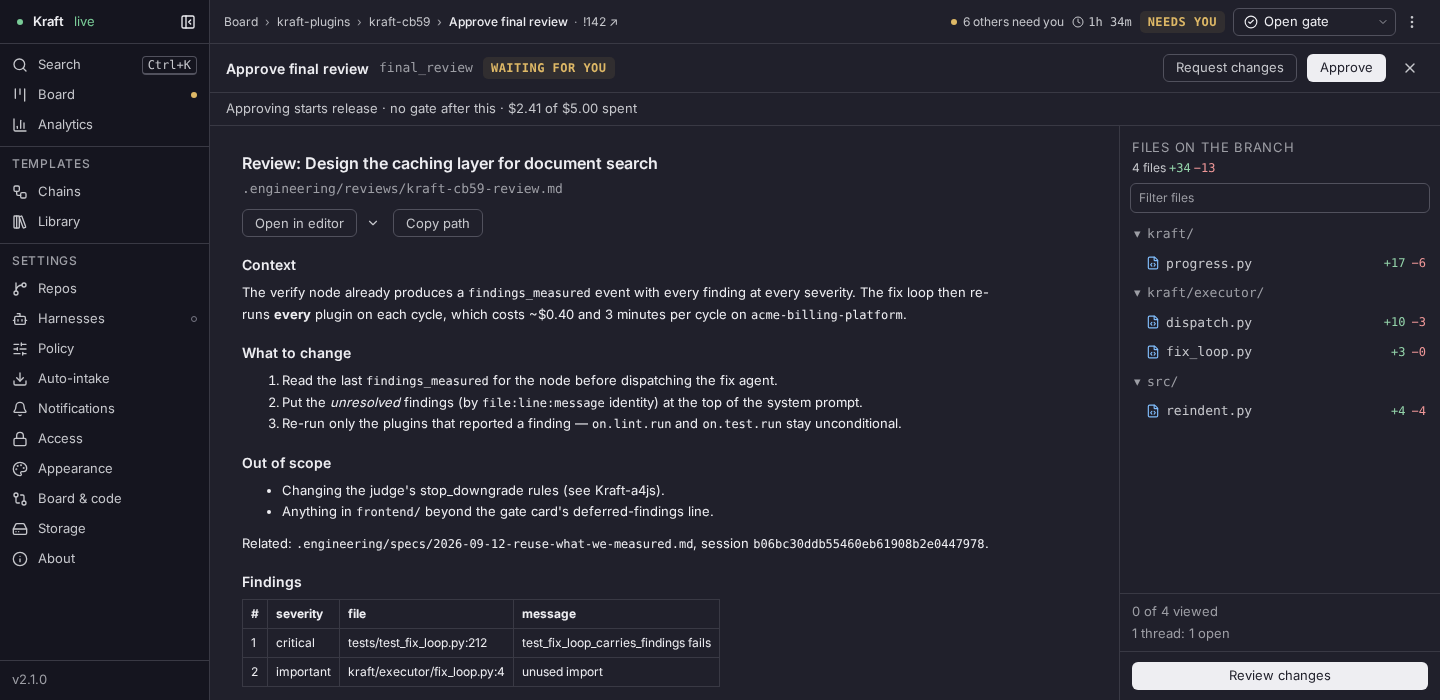 Kraft live
Search Ctrl+K
Board
Analytics
TEMPLATES
Chains
Library
SETTINGS
Repos
Harnesses
Policy
Auto-intake
Notifications
Access
Appearance
Board & code
Storage
About
v2.1.0
Board › kraft-plugins › kraft-cb59 › Approve final review · !142 ↗
6 others need you 1h 34m NEEDS YOU Open gate
Approve final review final_review WAITING FOR YOU
Request changes Approve
Approving starts release · no gate after this · $2.41 of $5.00 spent
Review: Design the caching layer for document search
.engineering/reviews/kraft-cb59-review.md
Open in editor Copy path
Context
The verify node already produces a findings_measured event with every finding at every severity. The fix loop then re-
runs every plugin on each cycle, which costs ~$0.40 and 3 minutes per cycle on acme-billing-platform.
What to change
1. Read the last findings_measured for the node before dispatching the fix agent.
2. Put the unresolved findings (by file:line:message identity) at the top of the system prompt.
3. Re-run only the plugins that reported a finding — on.lint.run and on.test.run stay unconditional.
Out of scope
• Changing the judge's stop_downgrade rules (see Kraft-a4js).
• Anything in frontend/ beyond the gate card's deferred-findings line.
Related: .engineering/specs/2026-09-12-reuse-what-we-measured.md, session b06bc30ddb55460eb61908b2e0447978.
Findings
# severity file message
1 critical tests/test_fix_loop.py:212 test_fix_loop_carries_findings fails
2 important kraft/executor/fix_loop.py:4 unused import
FILES ON THE BRANCH
4 files +34 −13
Filter files
▾ kraft/
progress.py +17 −6
▾ kraft/executor/
dispatch.py +10 −3
fix_loop.py +3 −0
▾ src/
reindent.py +4 −4
0 of 4 viewed
1 thread: 1 open
Review changes